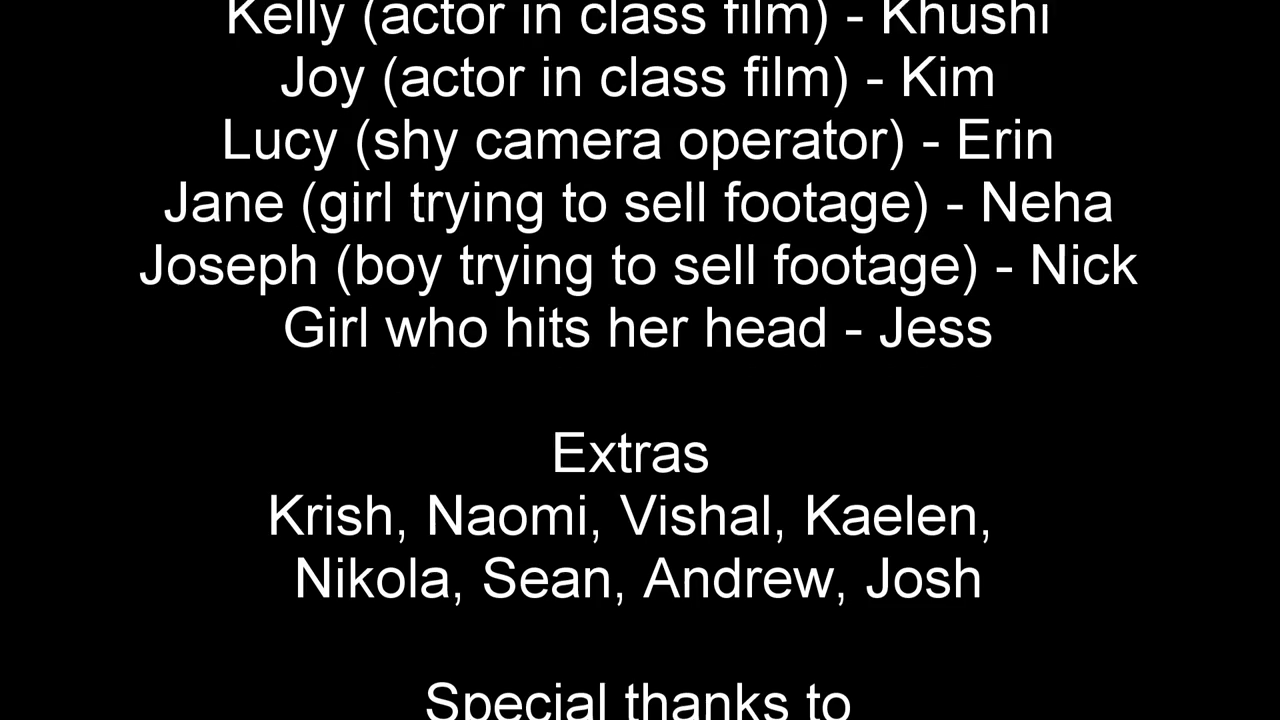 Kelly (actor in class film) - Khushi
Joy (actor in class film) - Kim
Lucy (shy camera operator) - Erin
Jane (girl trying to sell footage) - Neha
Joseph (boy trying to sell footage) - Nick
Girl who hits her head - Jess
Extras
Krish, Naomi, Vishal, Kaelen,
Nikola, Sean, Andrew, Josh
Special thanks to